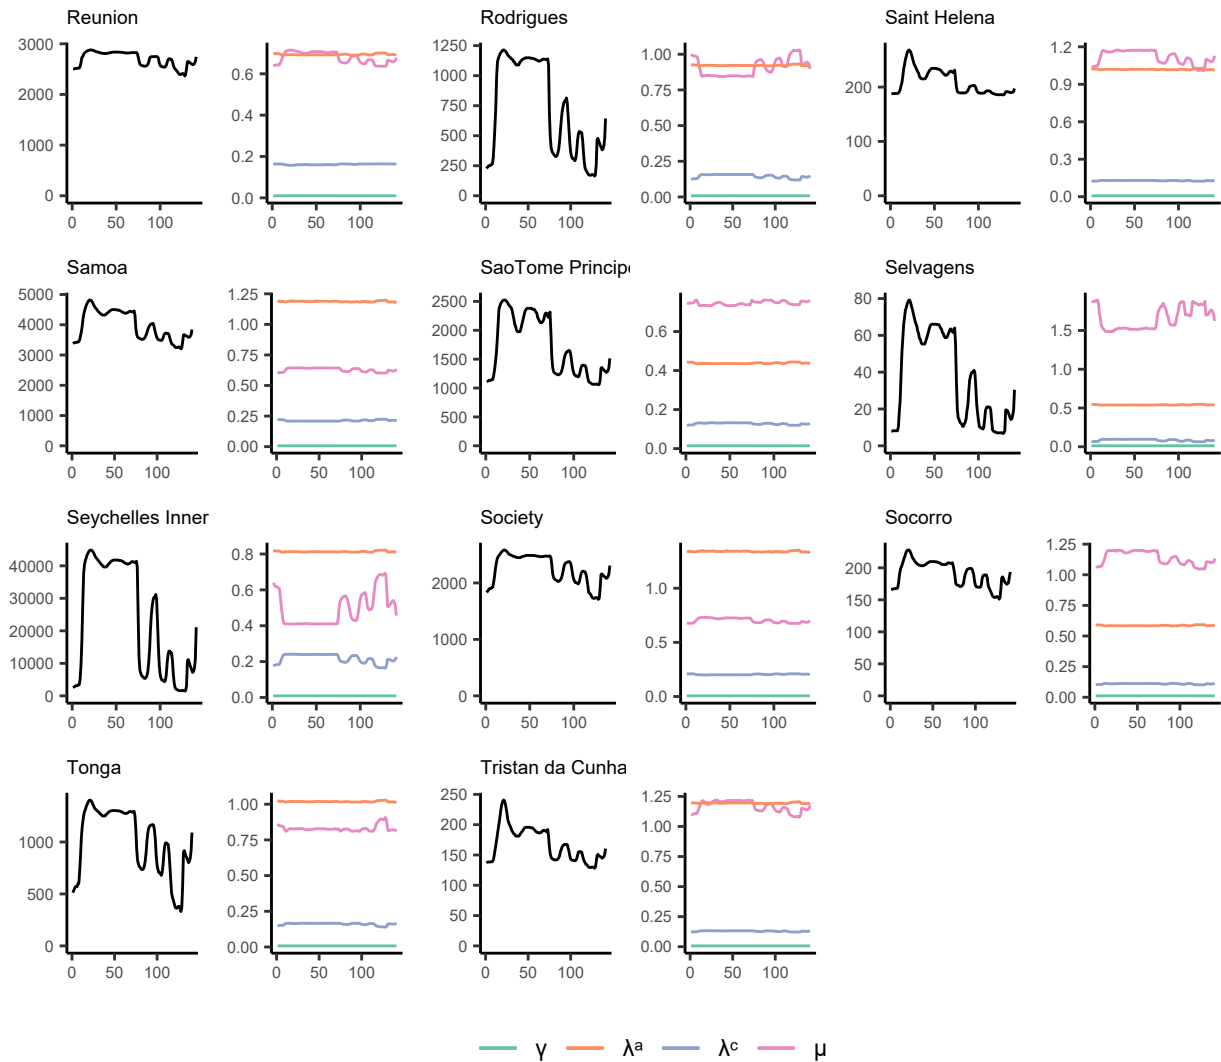 Reunion Rodrigues Saint Helena
3000 2000 1000 0 0.6 0.4 0.2 0.0 1250 1000 750 500 250 0 1.00 0.75 0.50 0.25 0.00 200 100 0 1.2 0.9 0.6 0.3 0.0
0 50 100 0 50 100 0 50 100 0 50 100 0 50 100 0 50 100
Samoa SaoTome Principe Selvagens
5000 4000 3000 2000 1000 0 1.25 1.00 0.75 0.50 0.25 0.00 2500 2000 1500 1000 500 0 0.6 0.4 0.2 0.0 80 60 40 20 0 1.5 1.0 0.5 0.0
0 50 100 0 50 100 0 50 100 0 50 100 0 50 100 0 50 100
Seychelles Inner Society Socorro
40000 30000 20000 10000 0 0.8 0.6 0.4 0.2 0.0 2000 1000 0 1.0 0.5 0.0 200 150 100 50 0 1.25 1.00 0.75 0.50 0.25 0.00
0 50 100 0 50 100 0 50 100 0 50 100 0 50 100 0 50 100
Tonga Tristan da Cunha
1000 500 0 1.00 0.75 0.50 0.25 0.00 250 200 150 100 50 0 1.25 1.00 0.75 0.50 0.25 0.00
0 50 100 0 50 100 0 50 100 0 50 100
γ λᵃ λᶜ μ